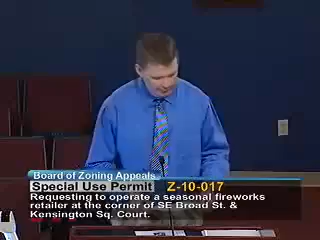 Board of Zoning Appeals
Special Use Permit Z-10-017
Requesting to operate a seasonal fireworks
retailer at the corner of SE Broad St. &
Kensington Sq. Court.